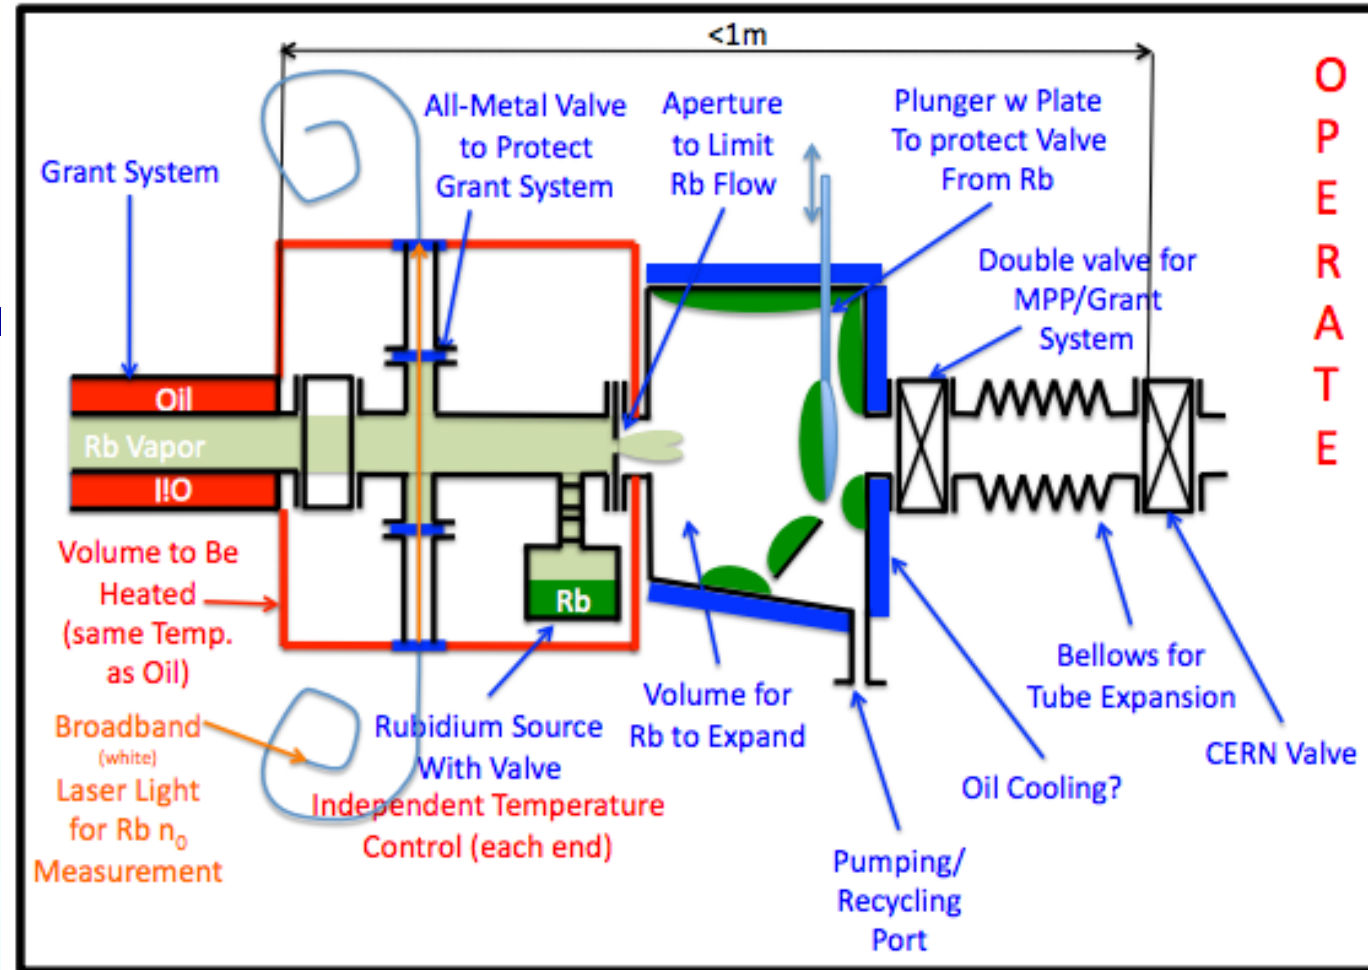 <1m
O
P
E
R
A
T
E
Grant System
All-Metal Valve
to Protect
Grant System
Aperture
to Limit
Rb Flow
Plunger w Plate
To protect Valve
From Rb
Double valve for
MPP/Grant
System
Oil
Rb Vapor
Oil
Rb
Volume to Be
Heated
(same Temp.
as Oil)
Broadband
(white)
Laser Light
for Rb n₀
Measurement
Rubidium Source
With Valve
Independent Temperature
Control (each end)
Volume for
Rb to Expand
Pumping/
Recycling
Port
Oil Cooling?
Bellows for
Tube Expansion
CERN Valve